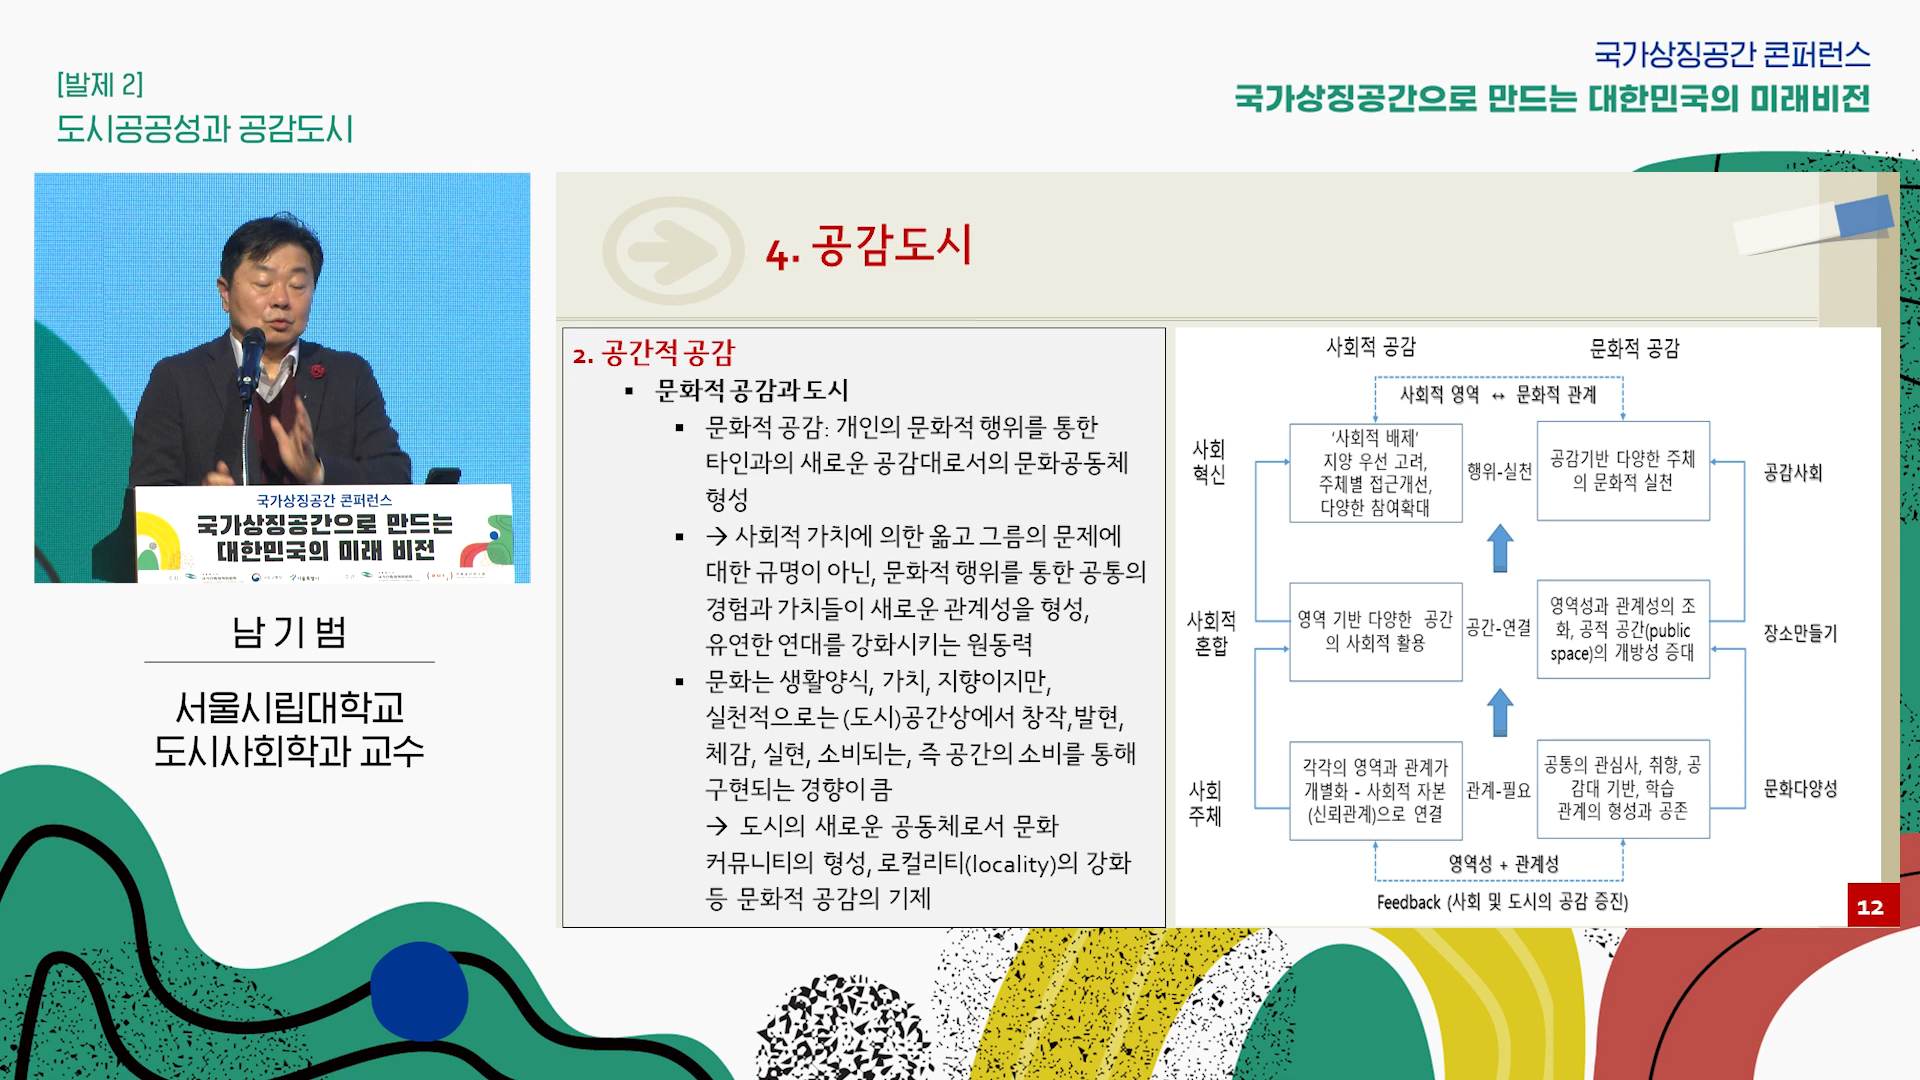 [발제 2]
도시공공성과 공감도시
국가상징공간 콘퍼런스
국가상징공간으로 만드는 대한민국의 미래비전
국가상징공간 콘퍼런스
국가상징공간으로 만드는
대한민국의 미래 비전
남기범
서울시립대학교
도시사회학과 교수
4. 공감도시
2. 공간적 공감
▪ 문화적 공감과 도시
▪ 문화적 공감: 개인의 문화적 행위를 통한
타인과의 새로운 공감대로서의 문화공동체
형성
▪ → 사회적 가치에 의한 옳고 그름의 문제에
대한 규명이 아닌, 문화적 행위를 통한 공통의
경험과 가치들이 새로운 관계성을 형성,
유연한 연대를 강화시키는 원동력
▪ 문화는 생활양식, 가치, 지향이지만,
실천적으로는 (도시)공간상에서 창작,발현,
체감, 실현, 소비되는, 즉 공간의 소비를 통해
구현되는 경향이 큼
→ 도시의 새로운 공동체로서 문화
커뮤니티의 형성, 로컬리티(locality)의 강화
등 문화적 공감의 기제
사회적 공감
문화적 공감
사회적 영역 ↔ 문화적 관계
사회
혁신
‘사회적 배제’
지양 우선 고려,
주체별 접근개선,
다양한 참여확대
행위-실천
공감기반 다양한 주체
의 문화적 실천
공감사회
사회적
혼합
영역 기반 다양한 공간
의 사회적 활용
공간-연결
영역성과 관계성의 조
화, 공적 공간(public
space)의 개방성 증대
장소만들기
사회
주체
각각의 영역과 관계가
개별화 - 사회적 자본
(신뢰관계)으로 연결
관계-필요
공통의 관심사, 취향, 공
감대 기반, 학습
관계의 형성과 공존
문화다양성
영역성 + 관계성
Feedback (사회 및 도시의 공감 증진)
12